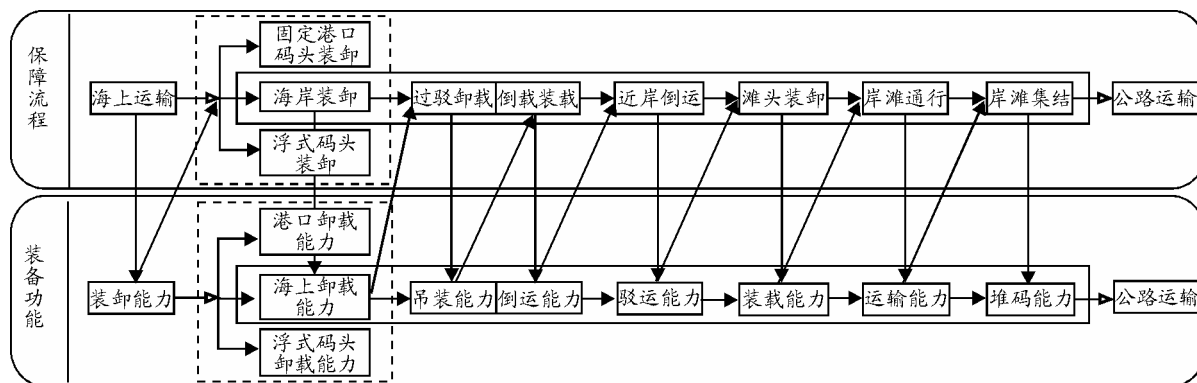 保障流程
海上运输
固定港口
码头装卸
海岸装卸
浮式码头
装卸
过驳卸载
倒载装载
近岸倒运
滩头装卸
岸滩通行
岸滩集结
公路运输
装备功能
装卸能力
港口卸载
能力
海上卸载
能力
浮式码头
卸载能力
吊装能力
倒运能力
驳运能力
装载能力
运输能力
堆码能力
公路运输